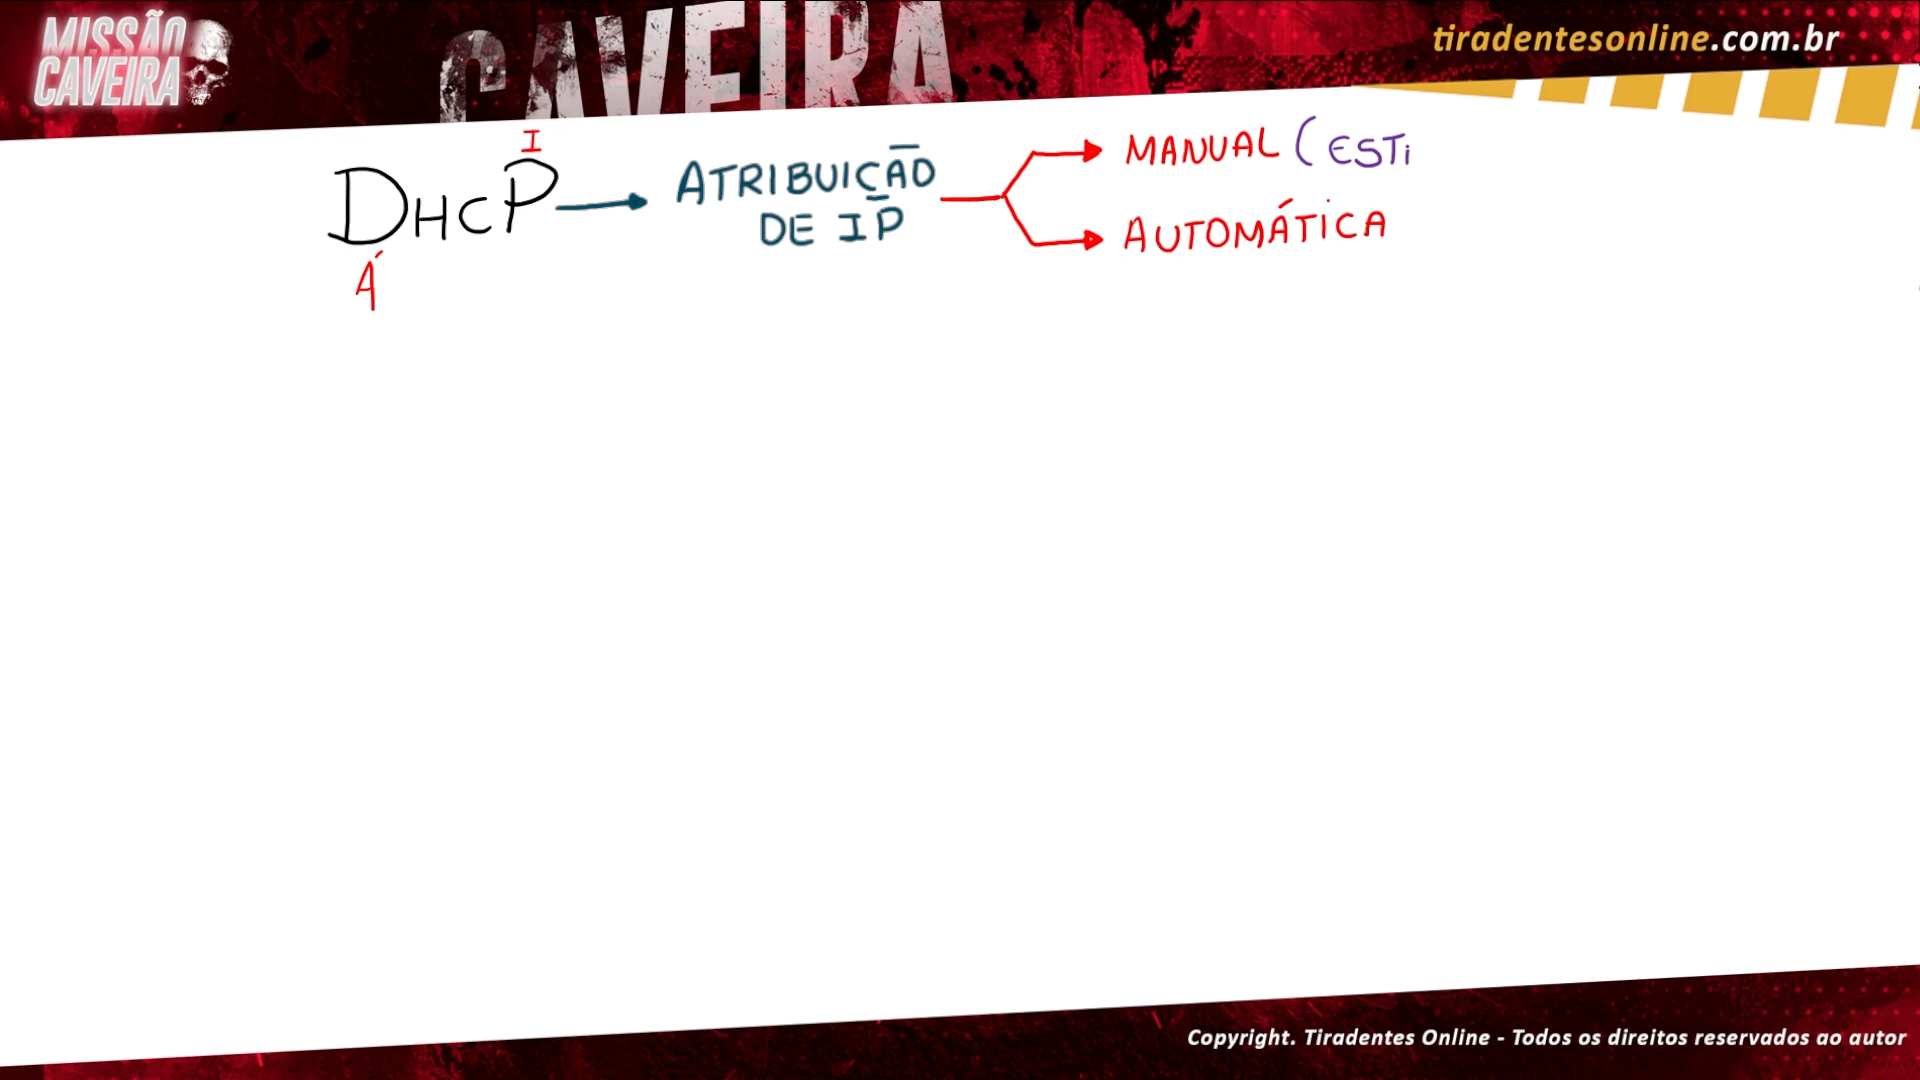 MISSÃO
CAVEIRA
CAVEIRA
tiradentesonline.com.br
I
DHCP
Á
ATRIBUIÇÃO
DE IP
MANUAL ( ESTI
AUTOMÁTICA
Copyright. Tiradentes Online - Todos os direitos reservados ao autor